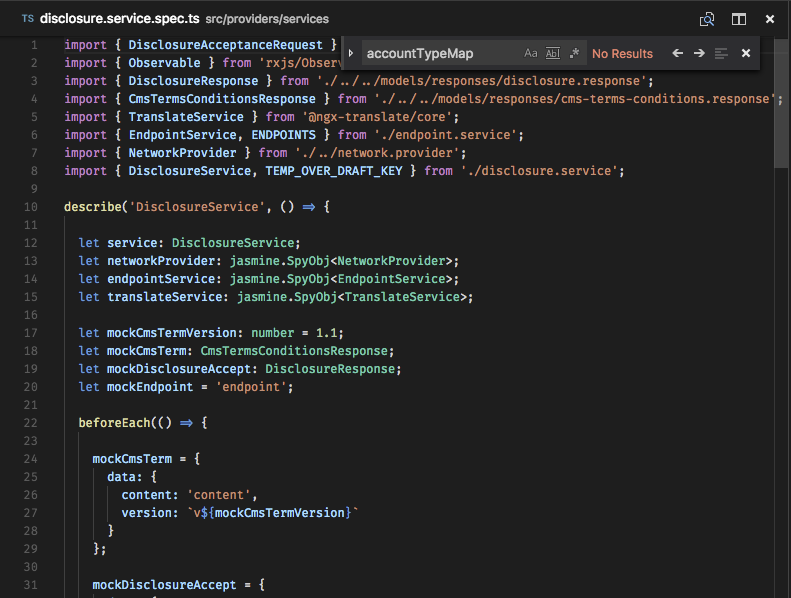 TS disclosure.service.spec.ts src/providers/services
accountTypeMap Aa Abl .* No Results
1 import { DisclosureAcceptanceRequest }
2 import { Observable } from 'rxjs/Observ
3 import { DisclosureResponse } from './../../models/responses/disclosure.response';
4 import { CmsTermsConditionsResponse } from './../../models/responses/cms-terms-conditions.response';
5 import { TranslateService } from '@ngx-translate/core';
6 import { EndpointService, ENDPOINTS } from './endpoint.service';
7 import { NetworkProvider } from './../network.provider';
8 import { DisclosureService, TEMP_OVER_DRAFT_KEY } from './disclosure.service';
9
10 describe('DisclosureService', () => {
11
12 let service: DisclosureService;
13 let networkProvider: jasmine.SpyObj<NetworkProvider>;
14 let endpointService: jasmine.SpyObj<EndpointService>;
15 let translateService: jasmine.SpyObj<TranslateService>;
16
17 let mockCmsTermVersion: number = 1.1;
18 let mockCmsTerm: CmsTermsConditionsResponse;
19 let mockDisclosureAccept: DisclosureResponse;
20 let mockEndpoint = 'endpoint';
21
22 beforeEach(() => {
23
24 mockCmsTerm = {
25 data: {
26 content: 'content',
27 version: `v${mockCmsTermVersion}`
28 }
29 };
30
31 mockDisclosureAccept = {